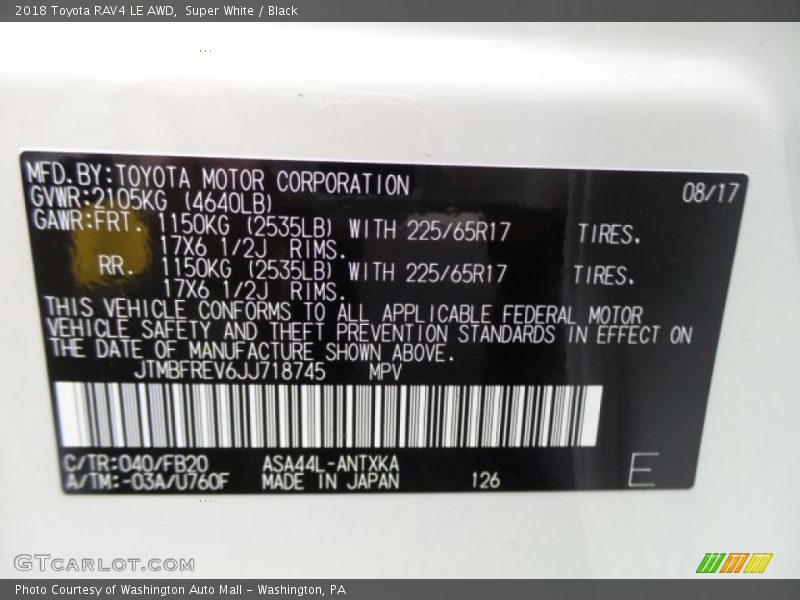 2018 Toyota RAV4 LE AWD, Super White / Black
MFD.BY:TOYOTA MOTOR CORPORATION 08/17
GVWR:2105KG (4640LB)
GAWR:FRT. 1150KG (2535LB) WITH 225/65R17 TIRES.
17X6 1/2J RIMS.
RR. 1150KG (2535LB) WITH 225/65R17 TIRES.
17X6 1/2J RIMS.
THIS VEHICLE CONFORMS TO ALL APPLICABLE FEDERAL MOTOR
VEHICLE SAFETY AND THEFT PREVENTION STANDARDS IN EFFECT ON
THE DATE OF MANUFACTURE SHOWN ABOVE.
JTMBFREV6JJ718745 MPV
C/TR:040/FB20 ASA44L-ANTXKA
A/TM:-03A/U760F MADE IN JAPAN 126 E
GTCARLOT.COM
Photo Courtesy of Washington Auto Mall - Washington, PA